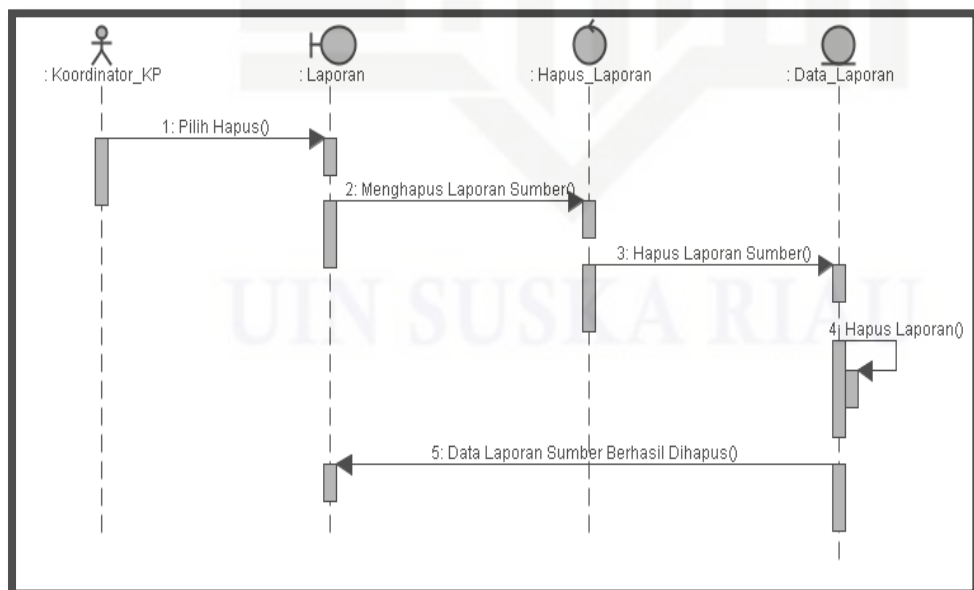 : Koordinator_KP
: Laporan
: Hapus_Laporan
: Data_Laporan
1: Pilih Hapus()
2: Menghapus Laporan Sumber()
3: Hapus Laporan Sumber()
4: Hapus Laporan()
5: Data Laporan Sumber Berhasil Dihapus()
UIN SUSKA RIAU